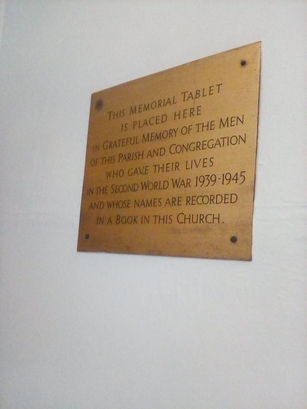 This Memorial Tablet
is placed here
in Grateful Memory of the Men
of this Parish and Congregation
who gave their lives
in the Second World War 1939-1945
and whose names are recorded
in a Book in this Church.